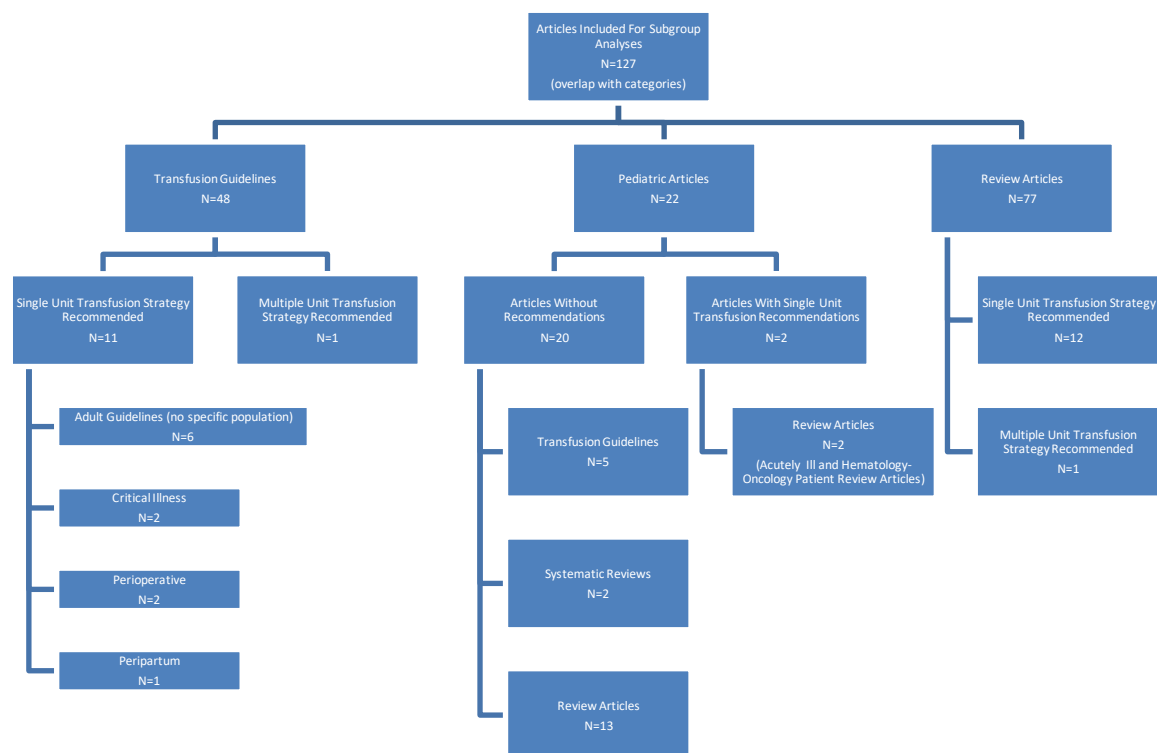 Articles Included For Subgroup
Analyses
N=127
(overlap with categories)
Transfusion Guidelines
N=48
Pediatric Articles
N=22
Review Articles
N=77
Single Unit Transfusion Strategy
Recommended
N=11
Multiple Unit Transfusion
Strategy Recommended
N=1
Articles Without
Recommendations
N=20
Articles With Single Unit
Transfusion Recommendations
N=2
Single Unit Transfusion Strategy
Recommended
N=12
Adult Guidelines (no specific population)
N=6
Transfusion Guidelines
N=5
Review Articles
N=2
(Acutely Ill and Hematology-
Oncology Patient Review Articles)
Multiple Unit Transfusion
Strategy Recommended
N=1
Critical Illness
N=2
Perioperative
N=2
Systematic Reviews
N=2
Peripartum
N=1
Review Articles
N=13